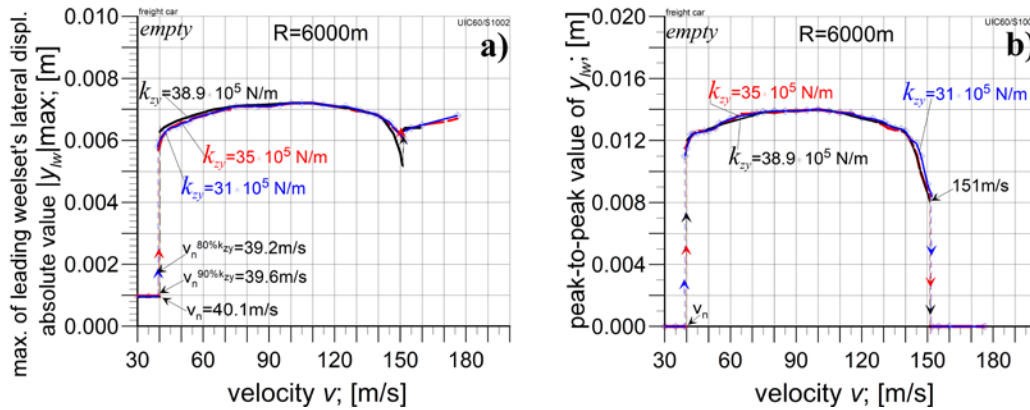 freight car
UIC60/S1002
empty
R=6000m
a)
max. of leading weelset's lateral displ.
absolute value |y_lw|max; [m]
0.010
0.008
0.006
0.004
0.002
0.000
k_zy=38.9·10^5 N/m
k_zy=35·10^5 N/m
k_zy=31·10^5 N/m
v_n^80%k_zy=39.2m/s
v_n^90%k_zy=39.6m/s
v_n=40.1m/s
30 60 90 120 150 180
velocity v; [m/s]
freight car
UIC60/S100
empty
R=6000m
b)
peak-to-peak value of y_lw; [m]
0.020
0.016
0.012
0.008
0.004
0.000
k_zy=35·10^5 N/m
k_zy=31·10^5 N/m
k_zy=38.9·10^5 N/m
151m/s
v_n
30 60 90 120 150 180
velocity v; [m/s]